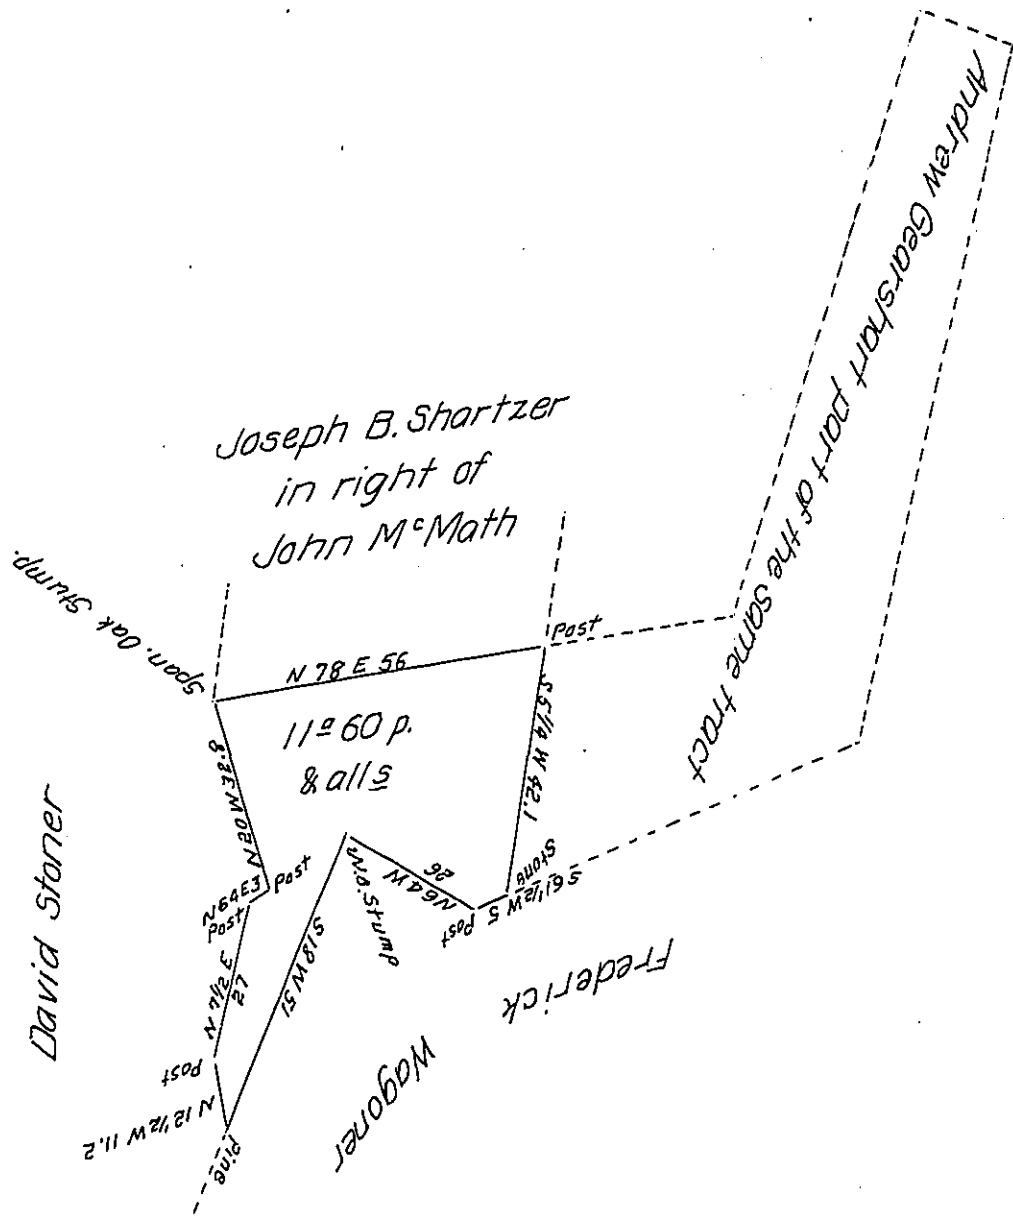 Andrew Gearshart part of the same tract
Joseph B. Shartzer
in right of
John McMath
Span. Oak Stump.
Post
N 78 E 56
11a 60 p.
& alls
S 5 1/4 W 42.1
N 20 W 32.8
David Stoner
N 64 E 3
Post
Post
N 7 1/2 E
27
S 18 W 51
W.O. Stump
N 64 W
26
Post
S 61 1/2 W 5
Stone
Frederick
Wagoner
Post
N 12 1/2 W 11.2
Pine